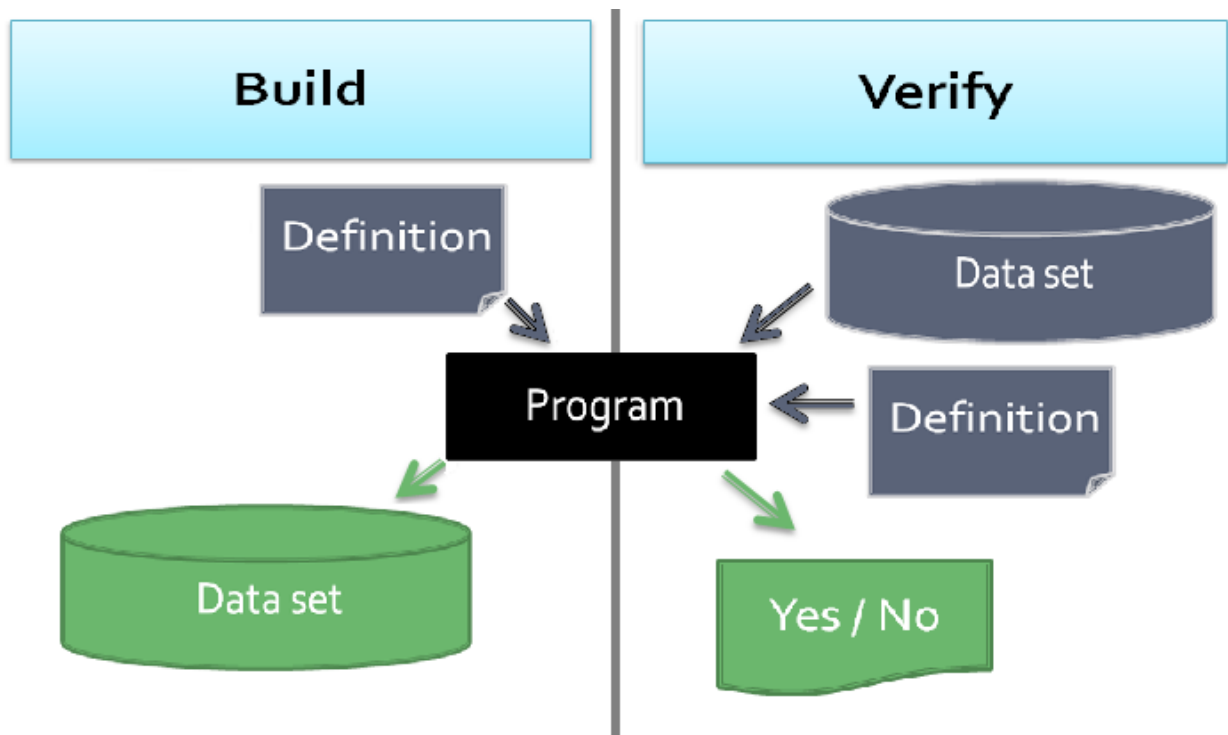 Build
Verify
Definition
Data set
Program
Definition
Data set
Yes / No